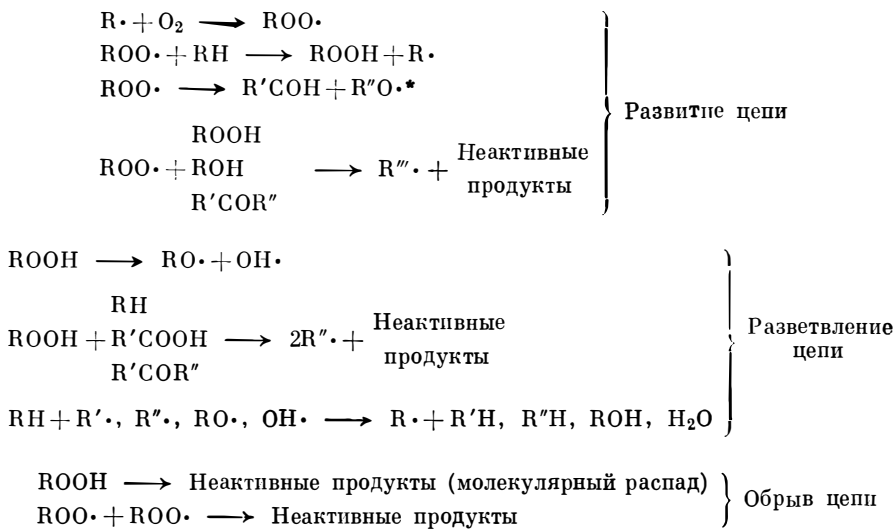 R· + O₂ ⟶ ROO·
ROO· + RH ⟶ ROOH + R·
ROO· ⟶ R′COH + R″O·*
ROOH
ROO· + ROH ⟶ R‴· + Неактивные продукты
R′COR″
Развитие цепи
ROOH ⟶ RO· + OH·
RH
ROOH + R′COOH ⟶ 2R″· + Неактивные продукты
R′COR″
RH + R′·, R″·, RO·, OH· ⟶ R· + R′H, R″H, ROH, H₂O
Разветвление
цепи
ROOH ⟶ Неактивные продукты (молекулярный распад)
ROO· + ROO· ⟶ Неактивные продукты
Обрыв цепи